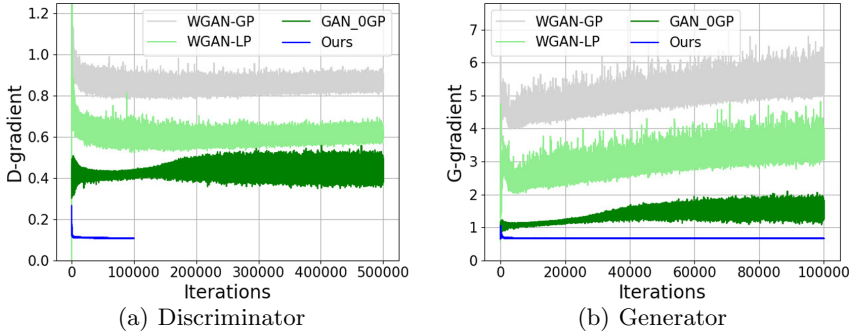 WGAN-GP GAN_0GP
WGAN-LP Ours
D-gradient
1.2
1.0
0.8
0.6
0.4
0.2
0.0
0 100000 200000 300000 400000 500000
Iterations
(a) Discriminator
WGAN-GP GAN_0GP
WGAN-LP Ours
G-gradient
7
6
5
4
3
2
1
0
0 20000 40000 60000 80000 100000
Iterations
(b) Generator